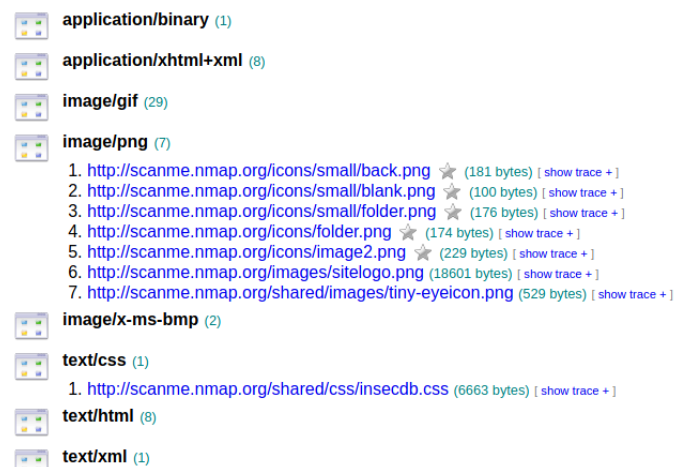 application/binary (1)
application/xhtml+xml (8)
image/gif (29)
image/png (7)
1. http://scanme.nmap.org/icons/small/back.png (181 bytes) [ show trace + ]
2. http://scanme.nmap.org/icons/small/blank.png (100 bytes) [ show trace + ]
3. http://scanme.nmap.org/icons/small/folder.png (176 bytes) [ show trace + ]
4. http://scanme.nmap.org/icons/folder.png (174 bytes) [ show trace + ]
5. http://scanme.nmap.org/icons/image2.png (229 bytes) [ show trace + ]
6. http://scanme.nmap.org/images/sitelogo.png (18601 bytes) [ show trace + ]
7. http://scanme.nmap.org/shared/images/tiny-eyeicon.png (529 bytes) [ show trace + ]
image/x-ms-bmp (2)
text/css (1)
1. http://scanme.nmap.org/shared/css/insecdb.css (6663 bytes) [ show trace + ]
text/html (8)
text/xml (1)